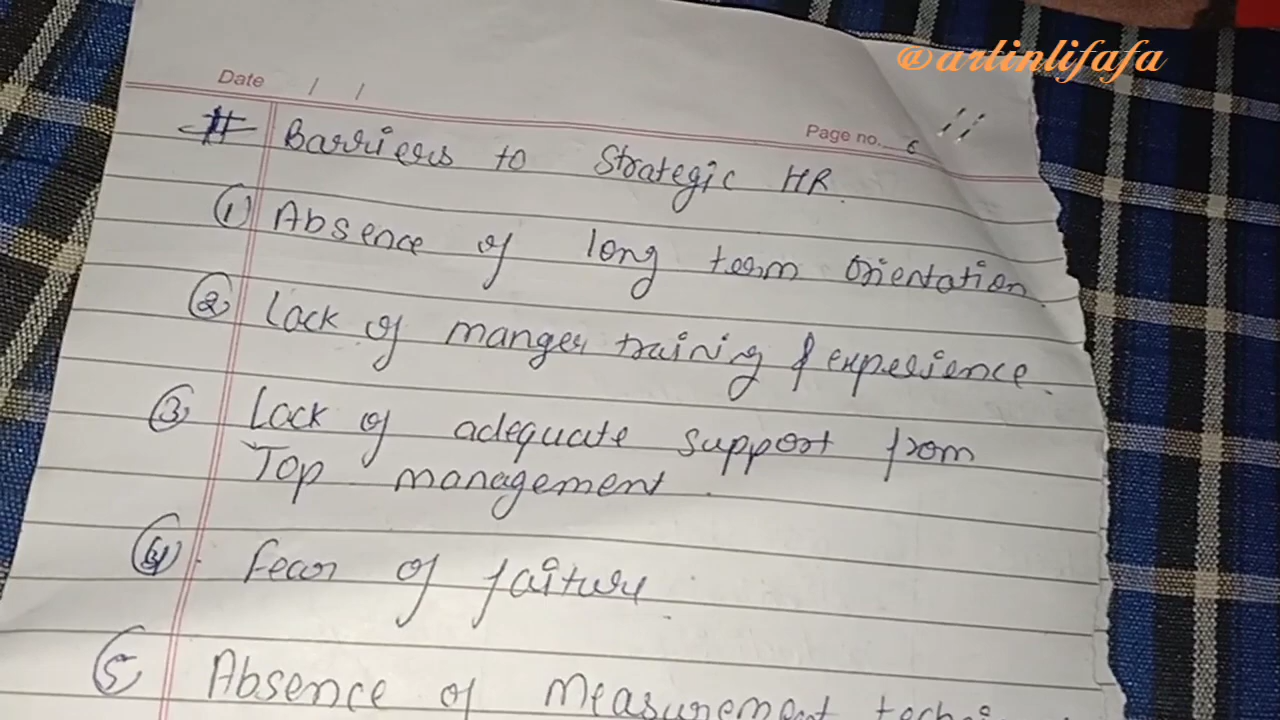 @artinlifafa
Date / /
Page no.
# Barriers to Strategic HR.
① Absence of long term orientation.
② Lack of manger training & experience.
③ Lack of adequate support from
Top management.
④ Fear of faiture.
⑤ Absence of measurement